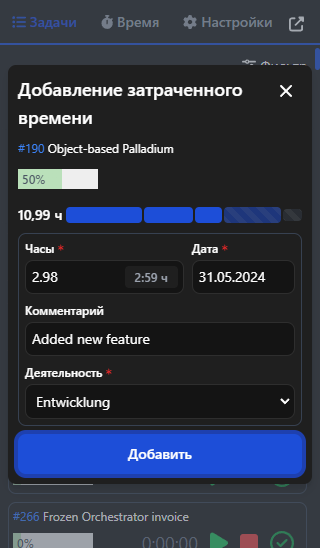 Задачи
Время
Настройки
Фильтр
Добавление затраченного
времени
#190 Object-based Palladium
50%
10,99 ч
Часы *
Дата *
2.98
2:59 ч
31.05.2024
Комментарий
Added new feature
Деятельность *
Entwicklung
Добавить
#266 Frozen Orchestrator invoice
0%
0:00:00